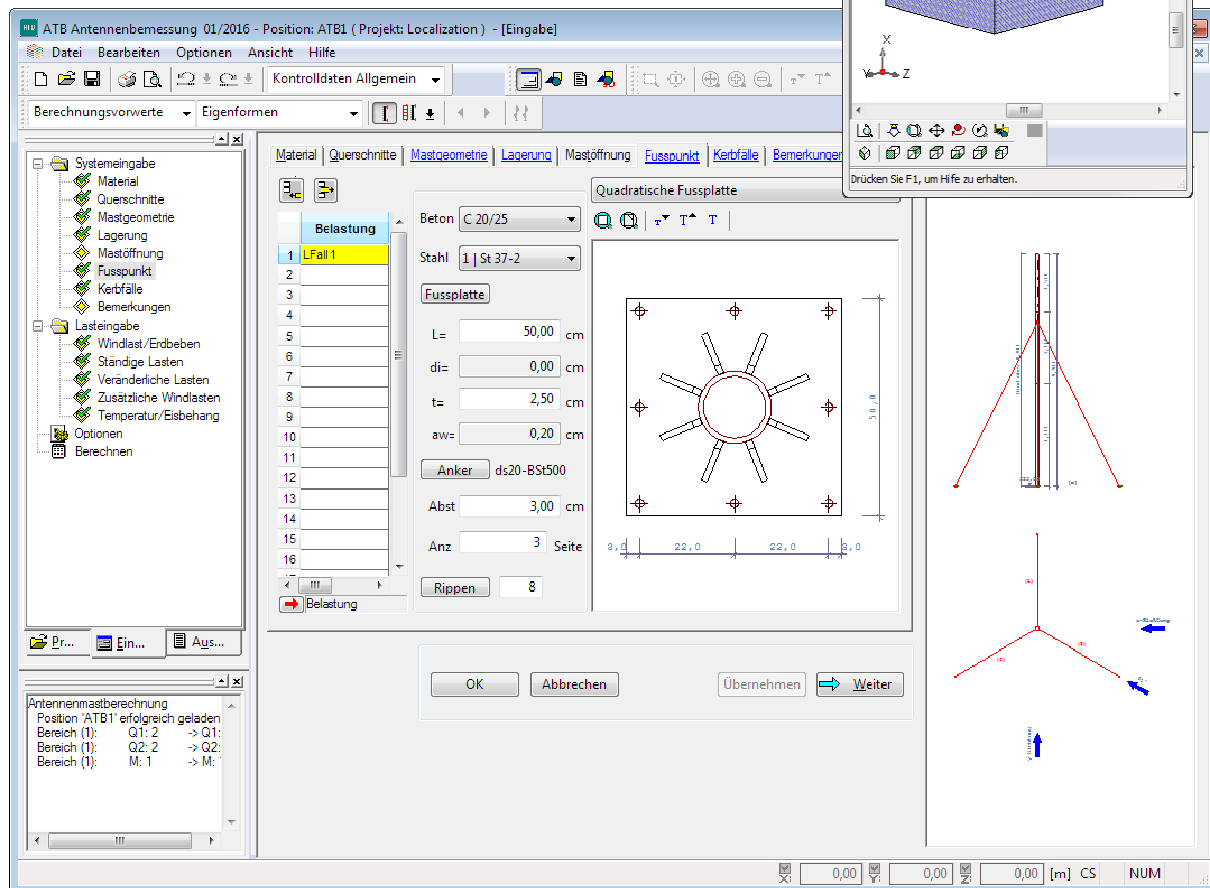 ATB Antennenbemessung 01/2016 - Position: ATB1 ( Projekt: Localization ) - [Eingabe]
Datei Bearbeiten Optionen Ansicht Hilfe
Kontrolldaten Allgemein
Berechnungsvorwerte Eigenformen
X
Y Z
Drücken Sie F1, um Hife zu erhalten.
Systemeingabe
Material
Querschnitte
Mastgeometrie
Lagerung
Mastöffnung
Fusspunkt
Kerbfälle
Bemerkungen
Lasteingabe
Windlast/Erdbeben
Ständige Lasten
Veränderliche Lasten
Zusätzliche Windlasten
Temperatur/Eisbehang
Optionen
Berechnen
Pr... Ein... Aus...
Antennenmastberechnung
Position 'ATB1' erfolgreich geladen
Bereich (1): Q1: 2 -> Q1:
Bereich (1): Q2: 2 -> Q2:
Bereich (1): M: 1 -> M:
Material Querschnitte Mastgeometrie Lagerung Mastöffnung Fusspunkt Kerbfälle Bemerkungen
Belastung
1 LFall 1
2
3
4
5
6
7
8
9
10
11
12
13
14
15
16
Belastung
Beton C 20/25
Stahl 1 | St 37-2
Fussplatte
L= 50,00 cm
di= 0,00 cm
t= 2,50 cm
aw= 0,20 cm
Anker ds20-BSt500
Abst 3,00 cm
Anz 3 Seite
Rippen 8
Quadratische Fussplatte
T T T
50,0
3,0 22,0 22,0 3,0
OK Abbrechen Übernehmen Weiter
X: 0,00 Y: 0,00 Z: 0,00 [m] CS NUM